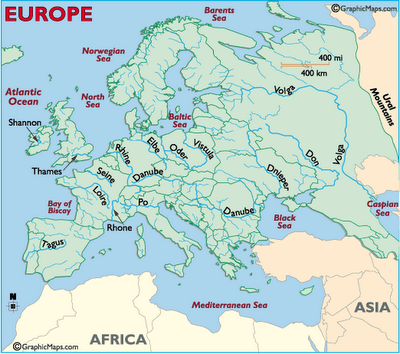 EUROPE
Barents
Sea
©GraphicMaps.com
Norwegian
Sea
400 mi
400 km
Volga
Ural
Mountains
Atlantic
Ocean
North
Sea
Baltic
Sea
Shannon
Thames
Rhine
Elbe
Oder
Vistula
Seine
Danube
Loire
Dnieper
Don
Volga
Bay of
Biscay
Rhone
Po
Danube
Black
Sea
Caspian
Sea
Tagus
N
Mediterranean Sea
AFRICA
ASIA
©GraphicMaps.com